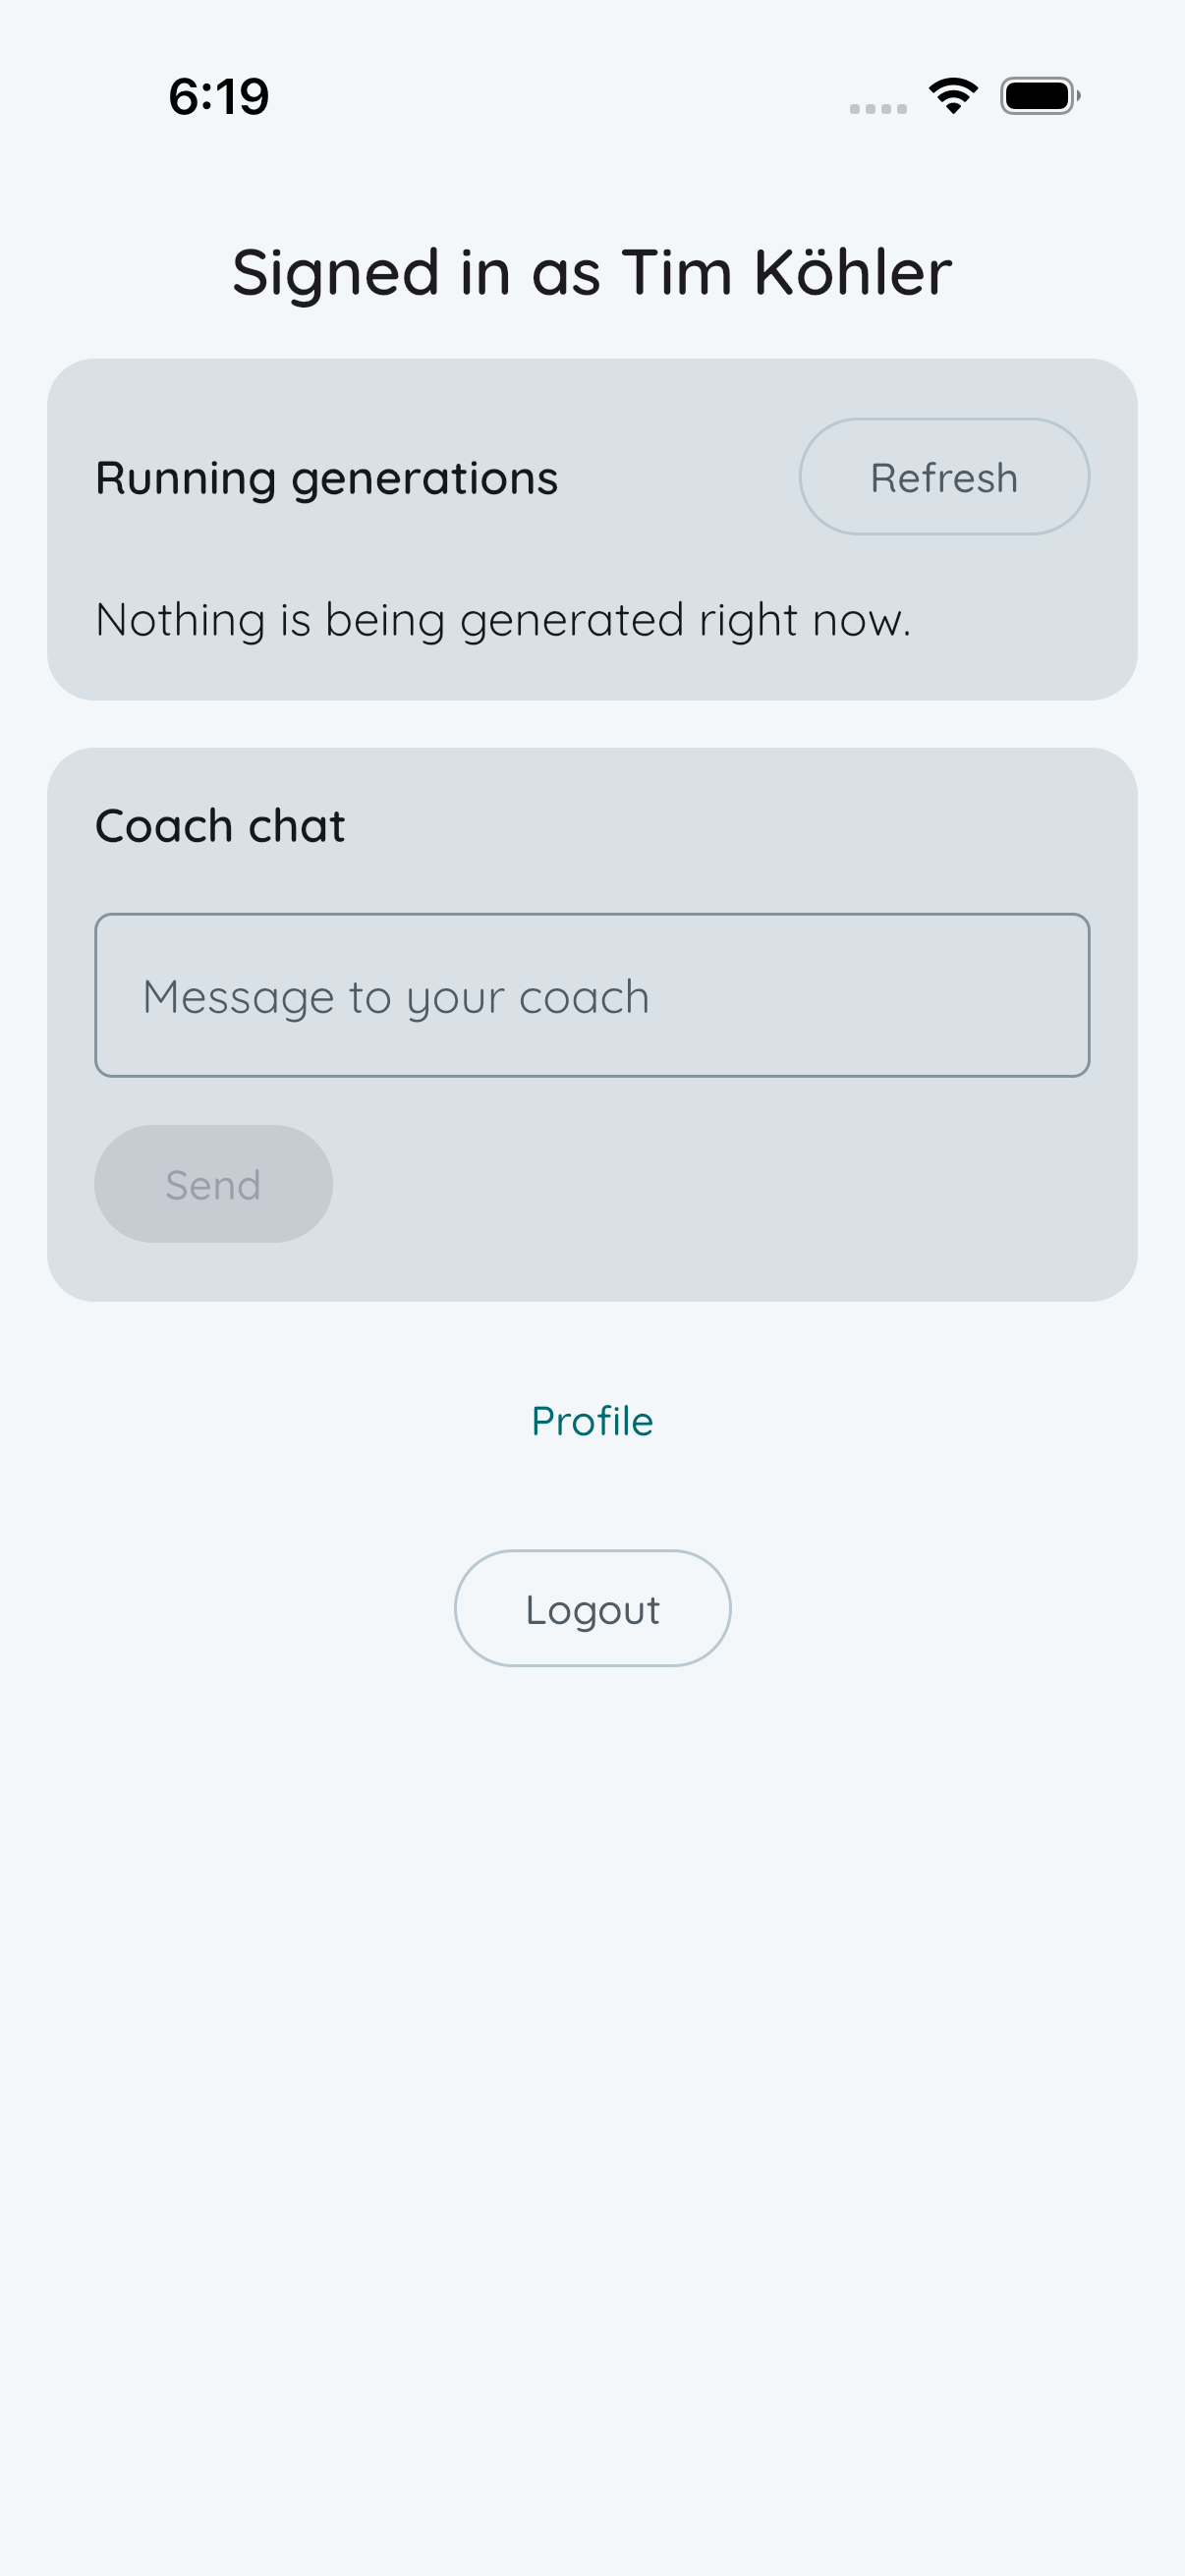 6:19
Signed in as Tim Köhler
Running generations
Refresh
Nothing is being generated right now.
Coach chat
Message to your coach
Send
Profile
Logout